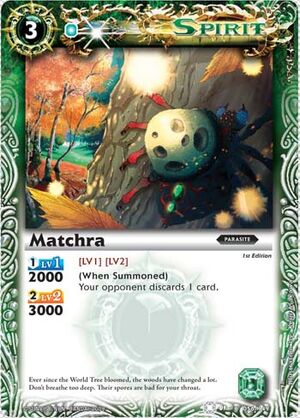 3 SPIRIT
Matchra
PARASITE
1st Edition
1 LV1
2000
[LV1] [LV2]
(When Summoned)
Your opponent discards 1 card.
2 LV2
3000
Ever since the World Tree bloomed, the woods have changed a lot.
Don't breathe too deep. Their spores are bad for your throat.